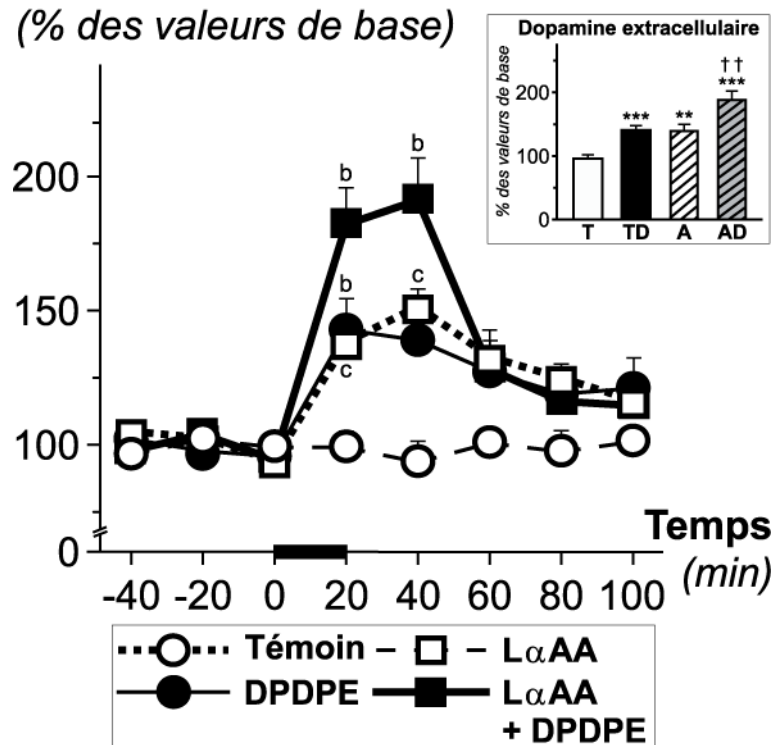 (% des valeurs de base)
Dopamine extracellulaire
% des valeurs de base
200
100
0
††
***
**
***
T TD A AD
200
150
100
0
b
b
b
c
c
Temps
(min)
-40 -20 0 20 40 60 80 100
Témoin LαAA
DPDPE LαAA
+ DPDPE